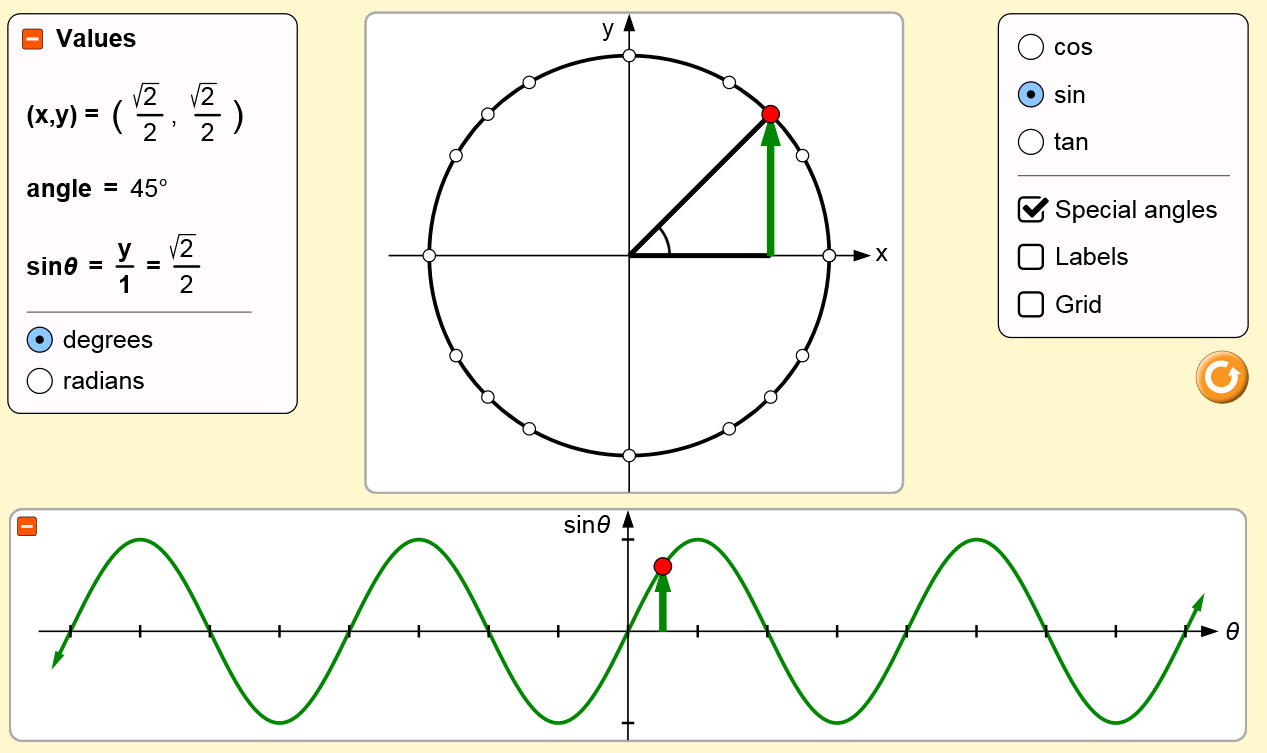 Values
(x,y) = ( √2/2 , √2/2 )
angle = 45°
sinθ = y/1 = √2/2
degrees
radians
y
x
cos
sin
tan
Special angles
Labels
Grid
sinθ
θ